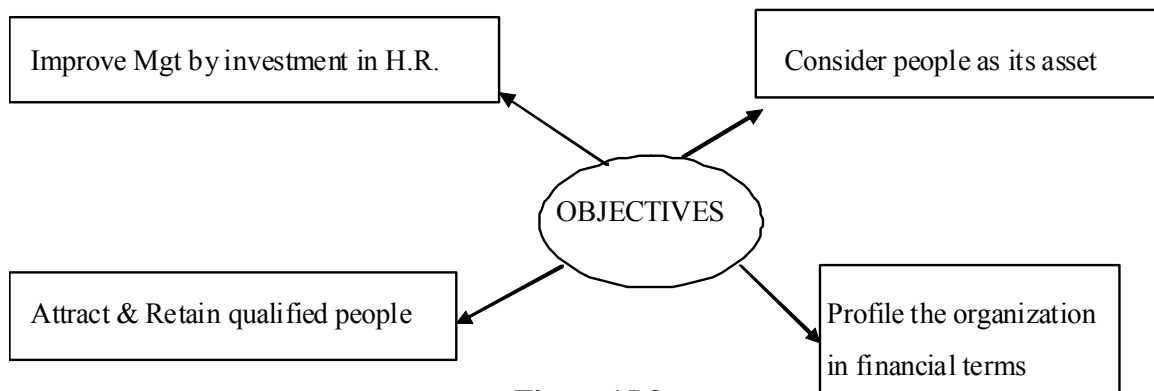 Improve Mgt by investment in H.R.
Consider people as its asset
OBJECTIVES
Attract & Retain qualified people
Profile the organization
in financial terms